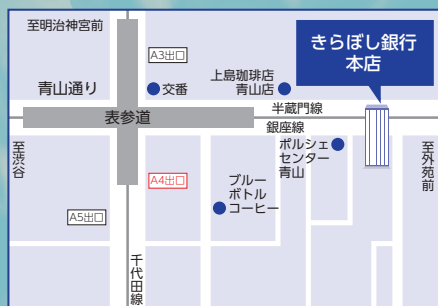 至明治神宮前
A3出口
きらぼし銀行
本店
青山通り
交番
上島珈琲店
青山店
表参道
半蔵門線
銀座線
至渋谷
ポルシェ
センター
青山
至外苑前
A4出口
ブルー
ボトル
コーヒー
A5出口
千代田線